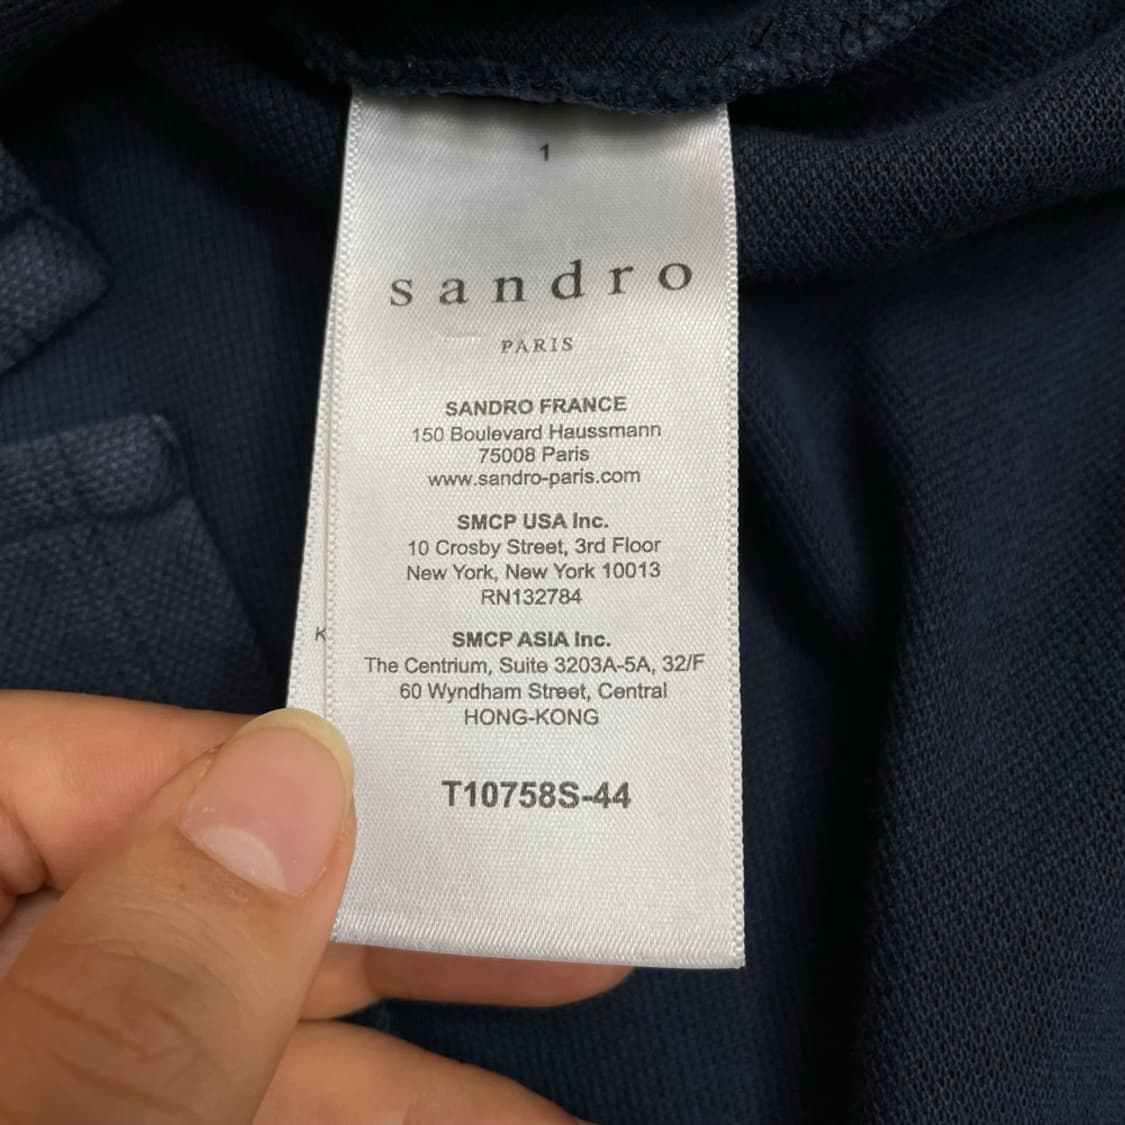 1
sandro
PARIS
SANDRO FRANCE
150 Boulevard Haussmann
75008 Paris
www.sandro-paris.com
SMCP USA Inc.
10 Crosby Street, 3rd Floor
New York, New York 10013
RN132784
K
SMCP ASIA Inc.
The Centrium, Suite 3203A-5A, 32/F
60 Wyndham Street, Central
HONG-KONG
T10758S-44